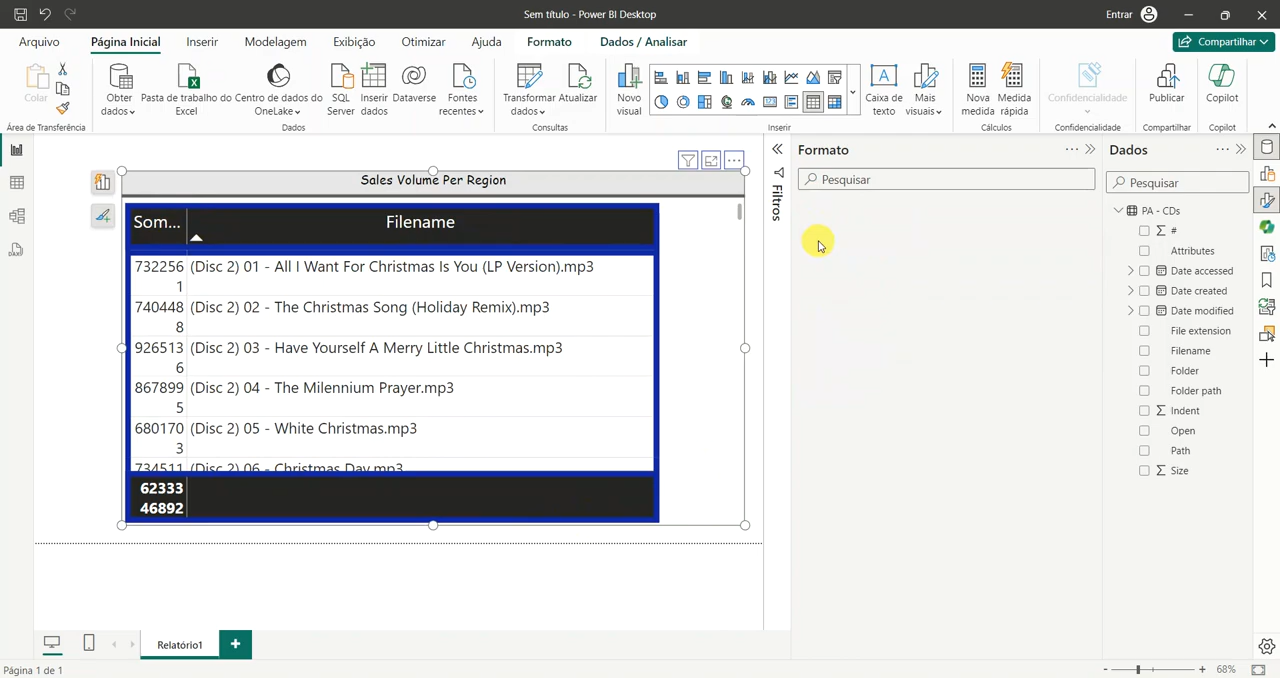 Sem título - Power BI Desktop
Entrar
Arquivo
Página Inicial
Inserir
Modelagem
Exibição
Otimizar
Ajuda
Formato
Dados / Analisar
Compartilhar
Colar
Área de Transferência
Obter dados
Pasta de trabalho do Excel
Centro de dados do OneLake
SQL Server
Inserir dados
Dataverse
Fontes recentes
Dados
Transformar dados
Atualizar
Consultas
Novo visual
Caixa de texto
Mais visuais
Inserir
Nova medida
Medida rápida
Cálculos
Confidencialidade
Confidencialidade
Publicar
Compartilhar
Copilot
Copilot
Sales Volume Per Region
Som... Filename
732256 (Disc 2) 01 - All I Want For Christmas Is You (LP Version).mp3
1
740448 (Disc 2) 02 - The Christmas Song (Holiday Remix).mp3
8
926513 (Disc 2) 03 - Have Yourself A Merry Little Christmas.mp3
6
867899 (Disc 2) 04 - The Milennium Prayer.mp3
5
680170 (Disc 2) 05 - White Christmas.mp3
3
734511 (Disc 2) 06 - Christmas Day.mp3
62333
46892
Filtros
Formato
Pesquisar
Dados
Pesquisar
PA - CDs
Σ #
Attributes
Date accessed
Date created
Date modified
File extension
Filename
Folder
Folder path
Σ Indent
Open
Path
Σ Size
DAX
Relatório1
Página 1 de 1
- + 68%